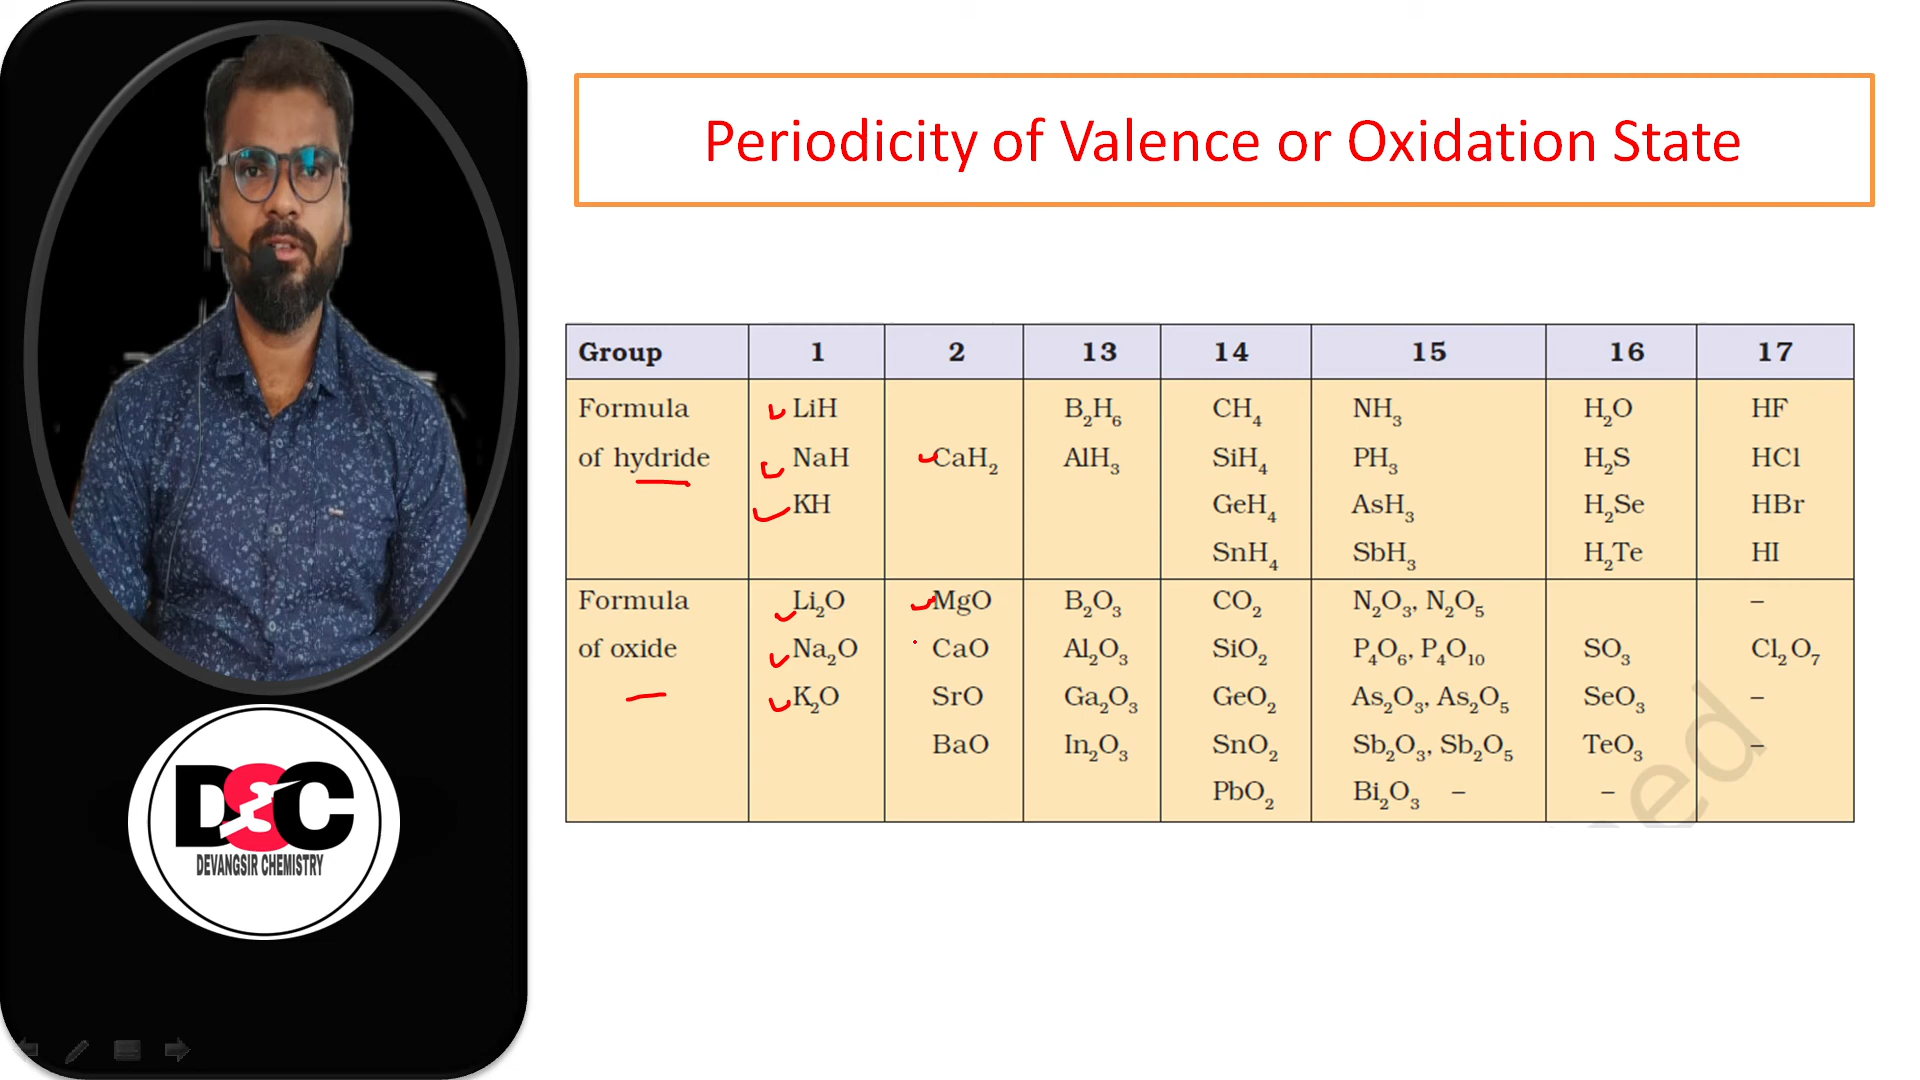 Periodicity of Valence or Oxidation State
Group 1 2 13 14 15 16 17
Formula LiH B₂H₆ CH₄ NH₃ H₂O HF
of hydride NaH CaH₂ AlH₃ SiH₄ PH₃ H₂S HCl
KH GeH₄ AsH₃ H₂Se HBr
SnH₄ SbH₃ H₂Te HI
Formula Li₂O MgO B₂O₃ CO₂ N₂O₃, N₂O₅ –
of oxide Na₂O CaO Al₂O₃ SiO₂ P₄O₆, P₄O₁₀ SO₃ Cl₂O₇
K₂O SrO Ga₂O₃ GeO₂ As₂O₃, As₂O₅ SeO₃ –
BaO In₂O₃ SnO₂ Sb₂O₃, Sb₂O₅ TeO₃ –
PbO₂ Bi₂O₃ – –
ed
DSC
DEVANGSIR CHEMISTRY